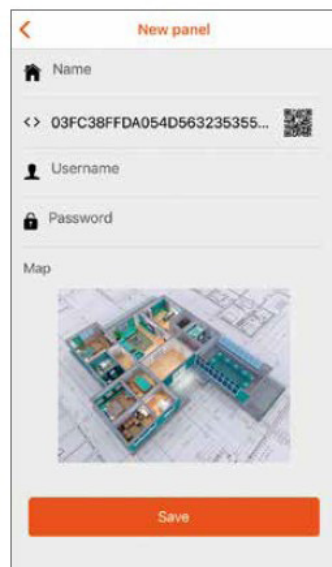 New panel
Name
<> 03FC38FFDA054D563235355...
Username
Password
Map
Save